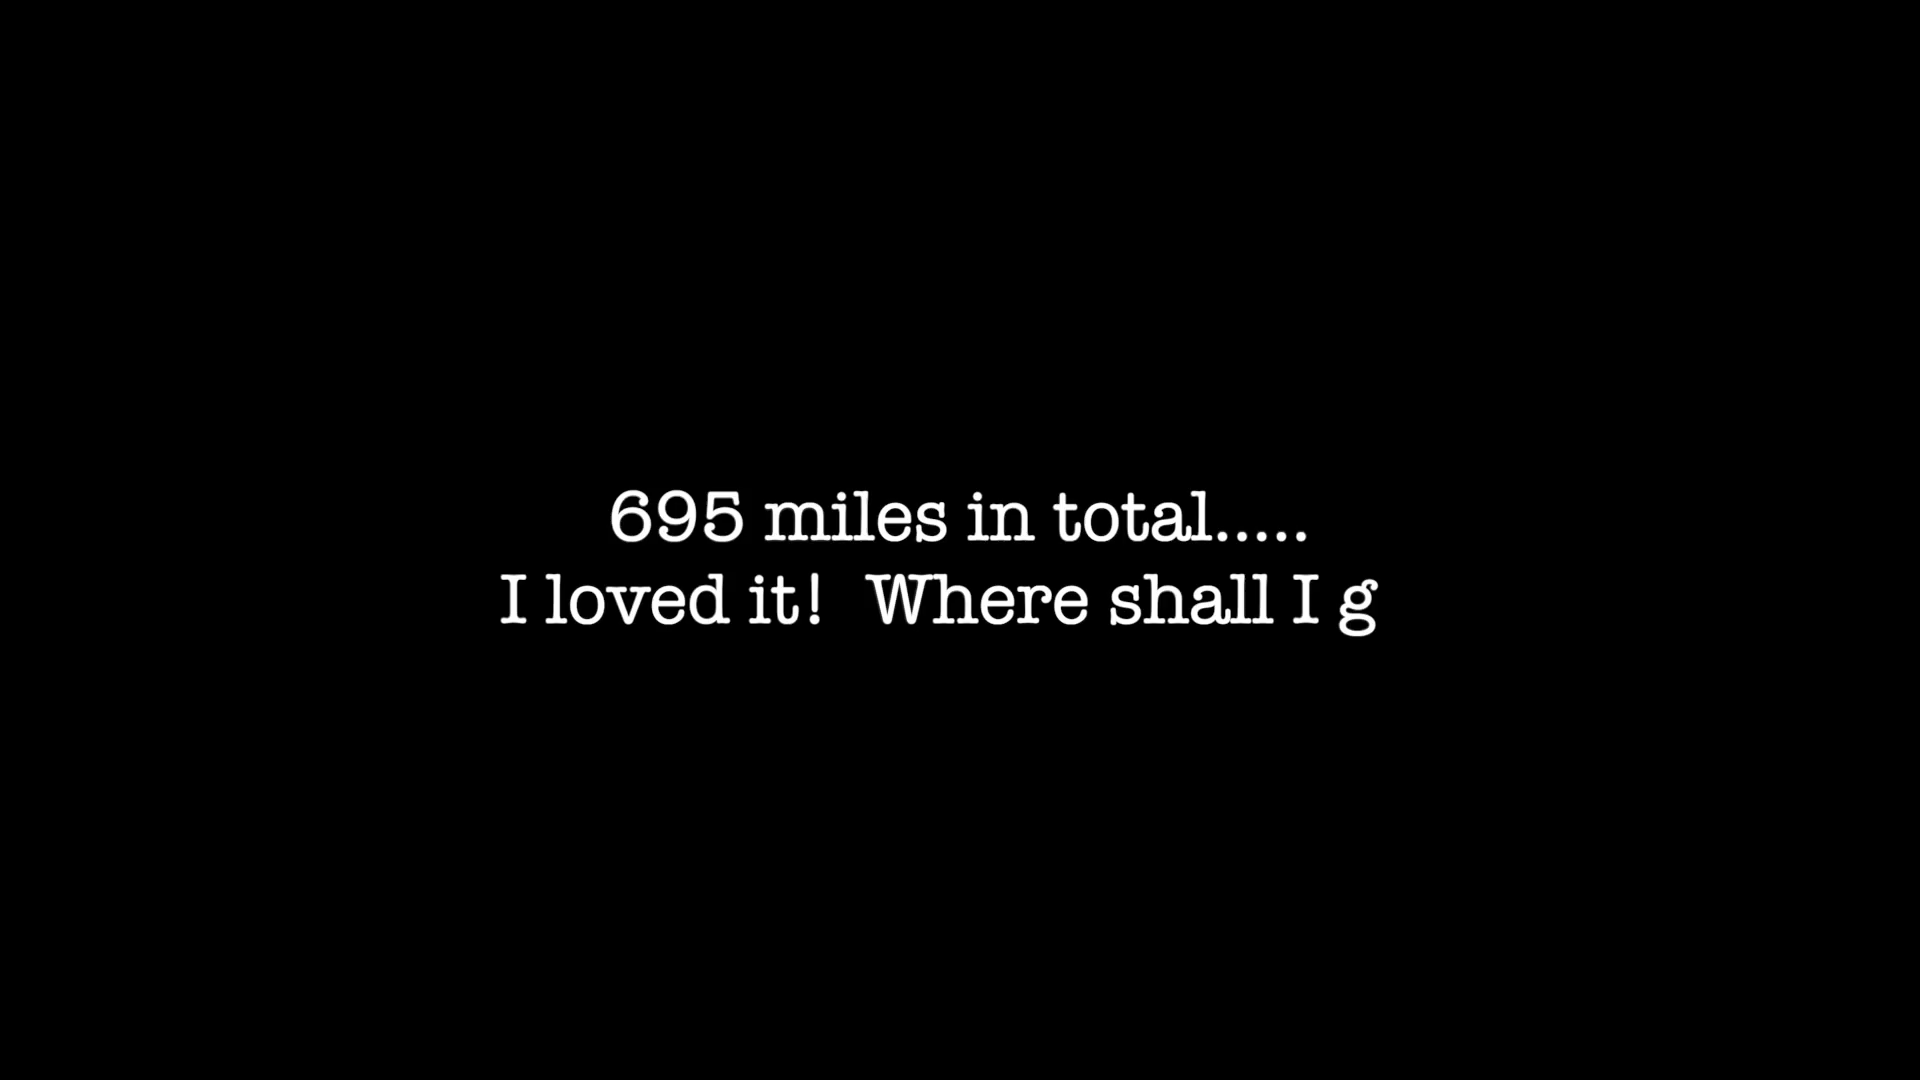 695 miles in total.....
I loved it!  Where shall I g